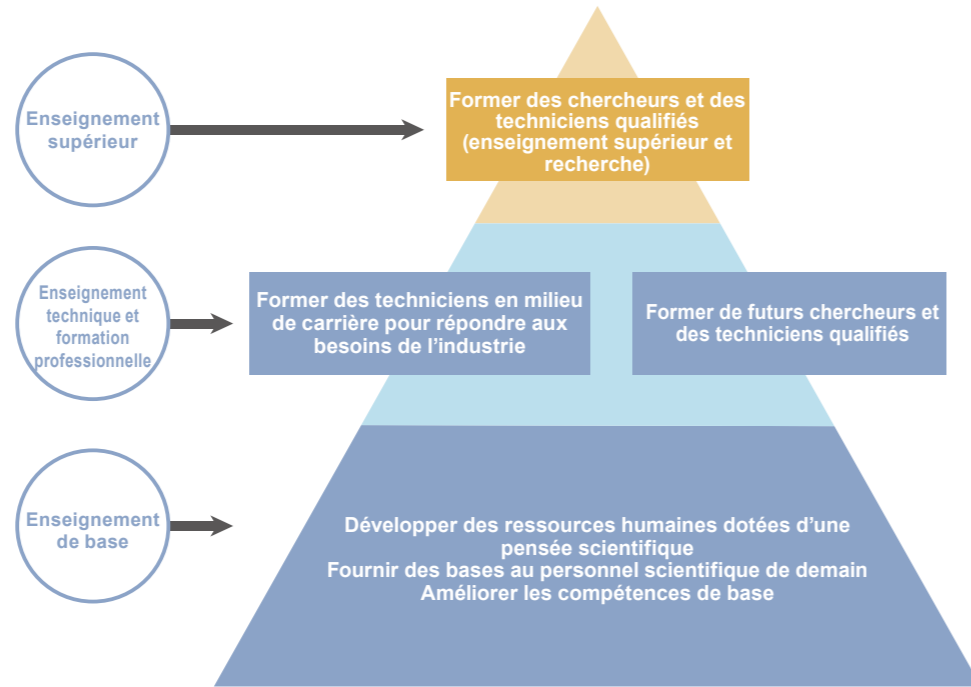 Enseignement
supérieur
Former des chercheurs et des
techniciens qualifiés
(enseignement supérieur et
recherche)
Enseignement
technique et
formation
professionnelle
Former des techniciens en milieu
de carrière pour répondre aux
besoins de l’industrie
Former de futurs chercheurs et
des techniciens qualifiés
Enseignement
de base
Développer des ressources humaines dotées d’une
pensée scientifique
Fournir des bases au personnel scientifique de demain
Améliorer les compétences de base